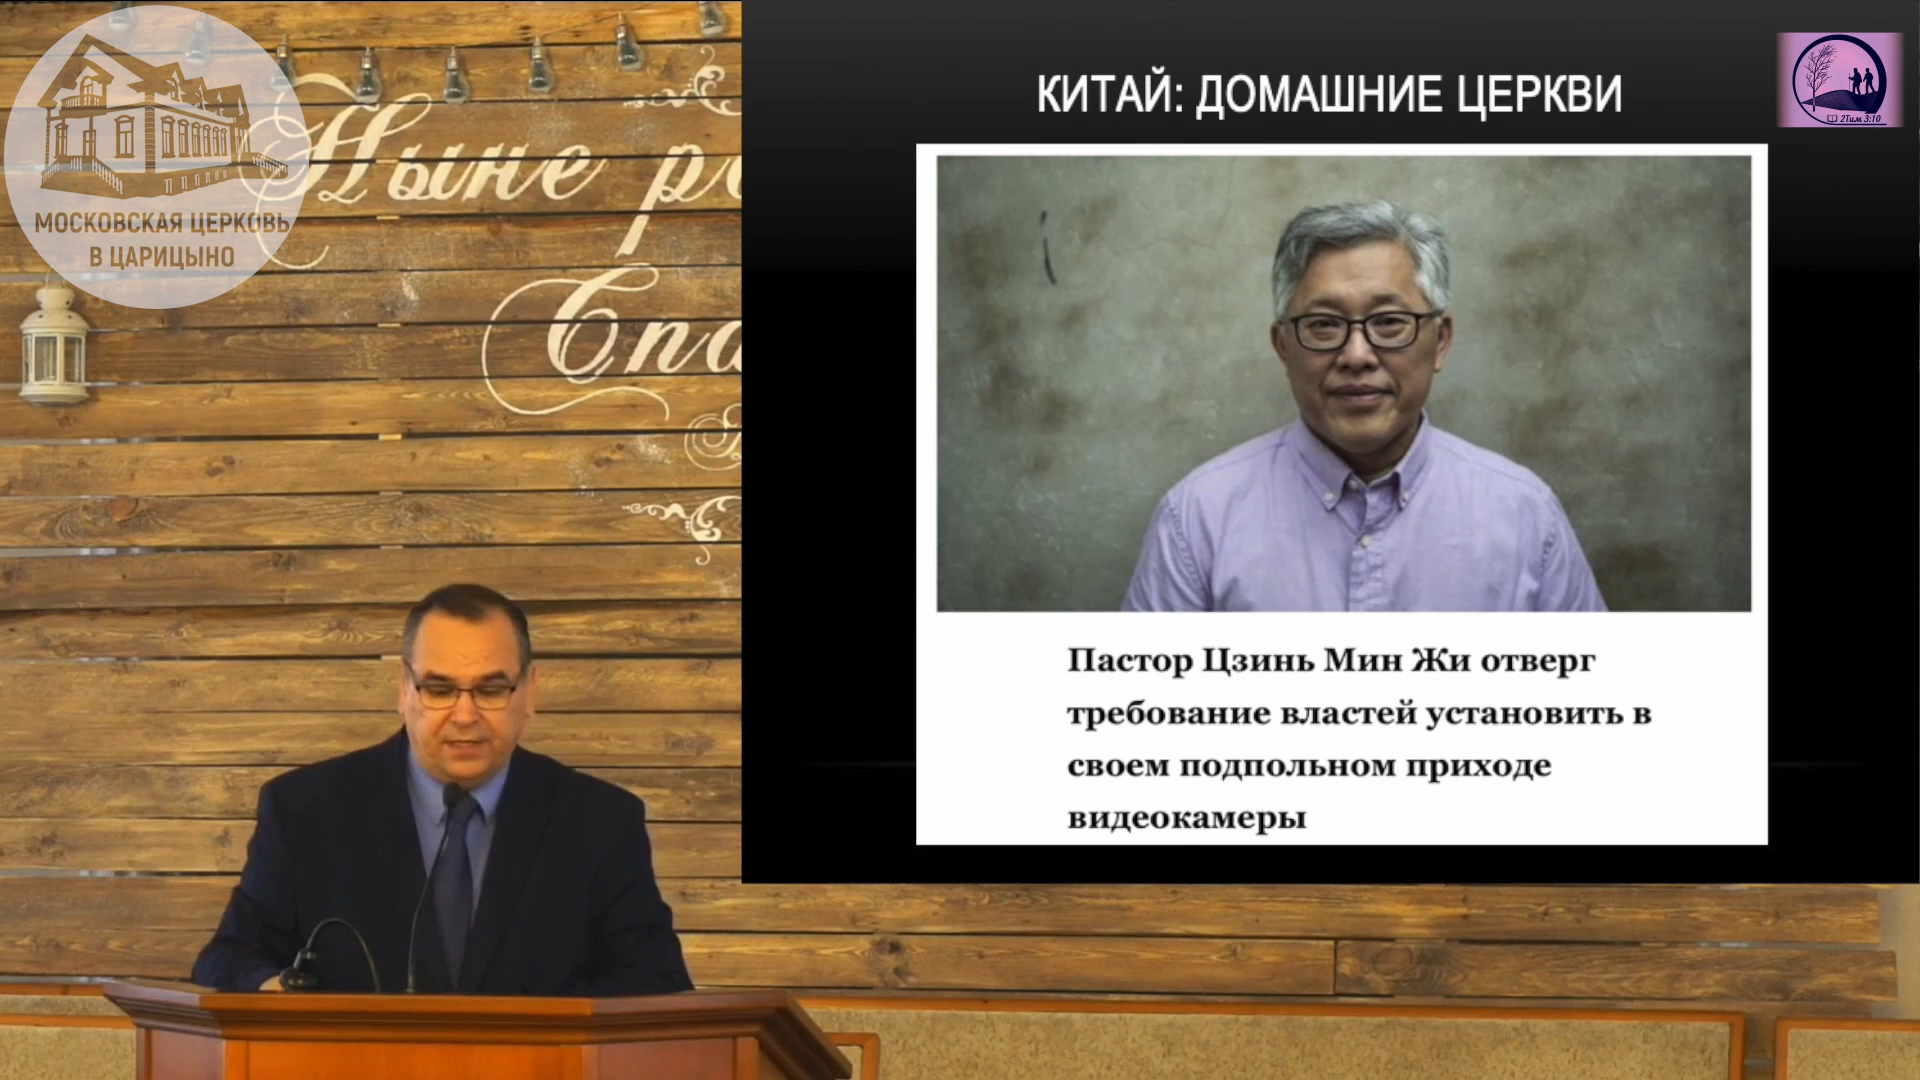 МОСКОВСКАЯ ЦЕРКОВЬ
В ЦАРИЦЫНО
Ныне
КИТАЙ: ДОМАШНИЕ ЦЕРКВИ
2Тим 3:10
Пастор Цзинь Мин Жи отверг
требование властей установить в
своем подпольном приходе
видеокамеры